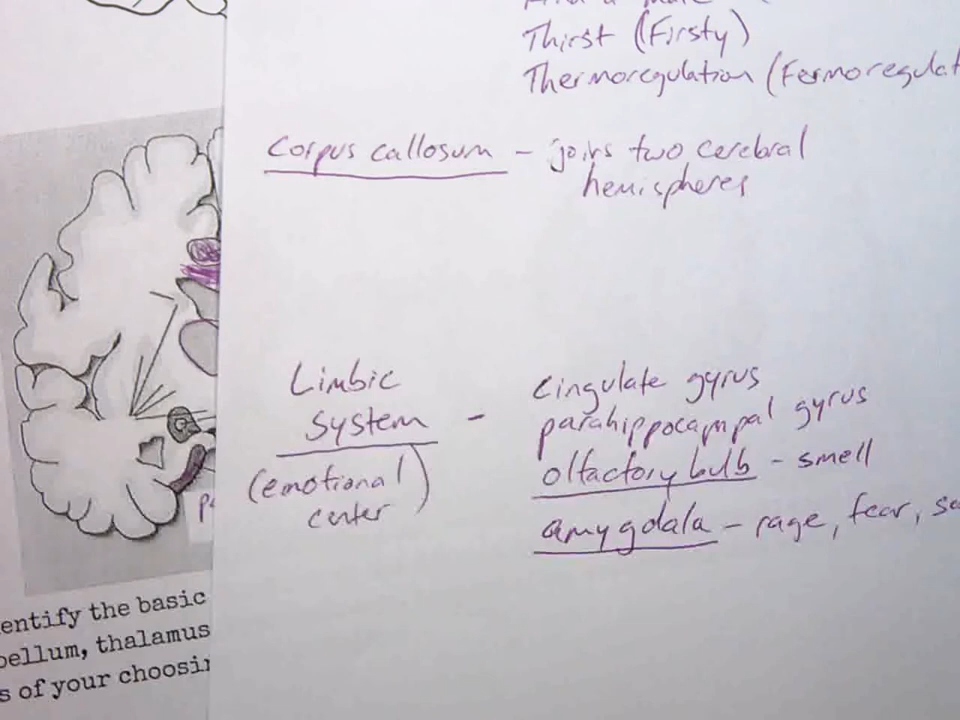 Thirst (Firsty)
Thermoregulation (Fermoregulat
Corpus callosum - joins two cerebral
hemispheres
Limbic
system -
(emotional)
center
cingulate gyrus
parahippocampal gyrus
olfactory bulb - smell
amygdala - rage, fear, se
entify the basic
bellum, thalamus
s of your choosin